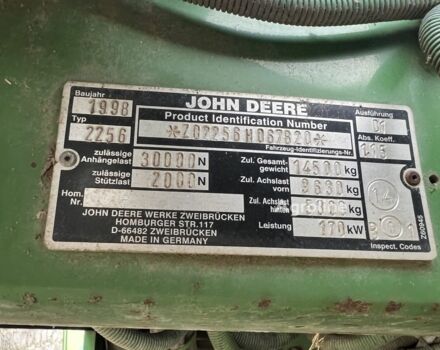 JOHN DEERE
Baujahr 1998
Product Identification Number
Ausführung
Typ 2256
*Z02256H067820*
Fahrzeug-Identifizierungs-Nr.
Abs. Koeff.
zulässige Anhängelast 30000 N
Zul. Gesamt-gewicht 14500 kg
zulässige Stützlast 2000 N
Zul. Achslast vorn kg
Hom. Nr.
Zul. Achslast kg
Leistung 170 kW
JOHN DEERE WERKE ZWEIBRÜCKEN
HOMBURGER STR.117
D-66482 ZWEIBRÜCKEN
MADE IN GERMANY
Inspect. Codes
Z60945